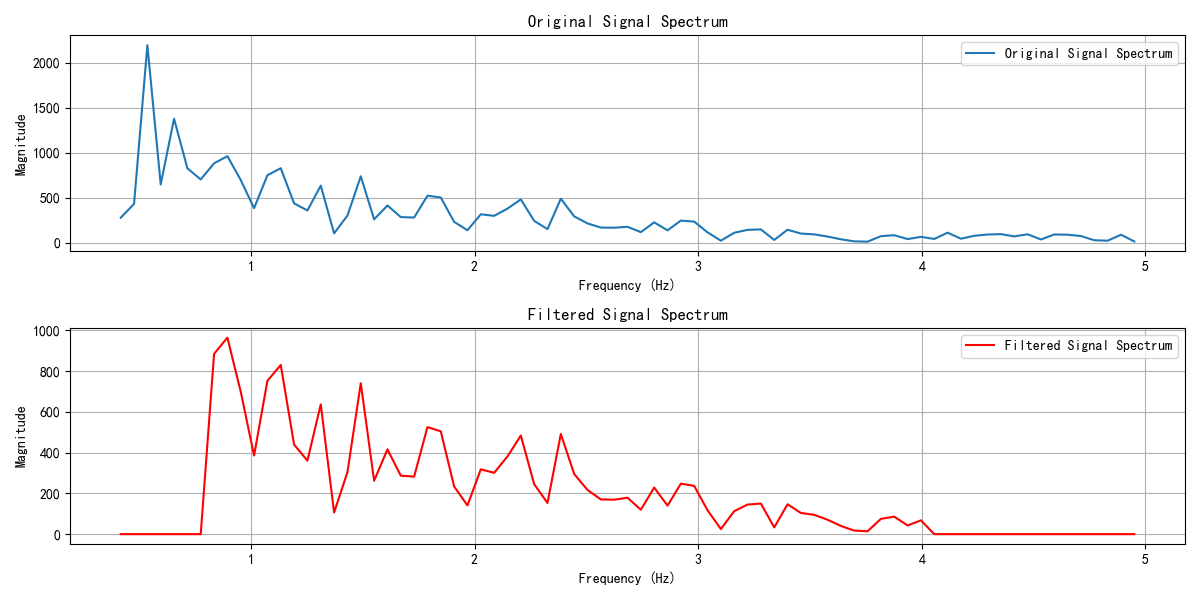 Original Signal Spectrum
Original Signal Spectrum
Magnitude
2000
1500
1000
500
0
1 2 3 4 5
Frequency (Hz)
Filtered Signal Spectrum
Filtered Signal Spectrum
Magnitude
1000
800
600
400
200
0
1 2 3 4 5
Frequency (Hz)